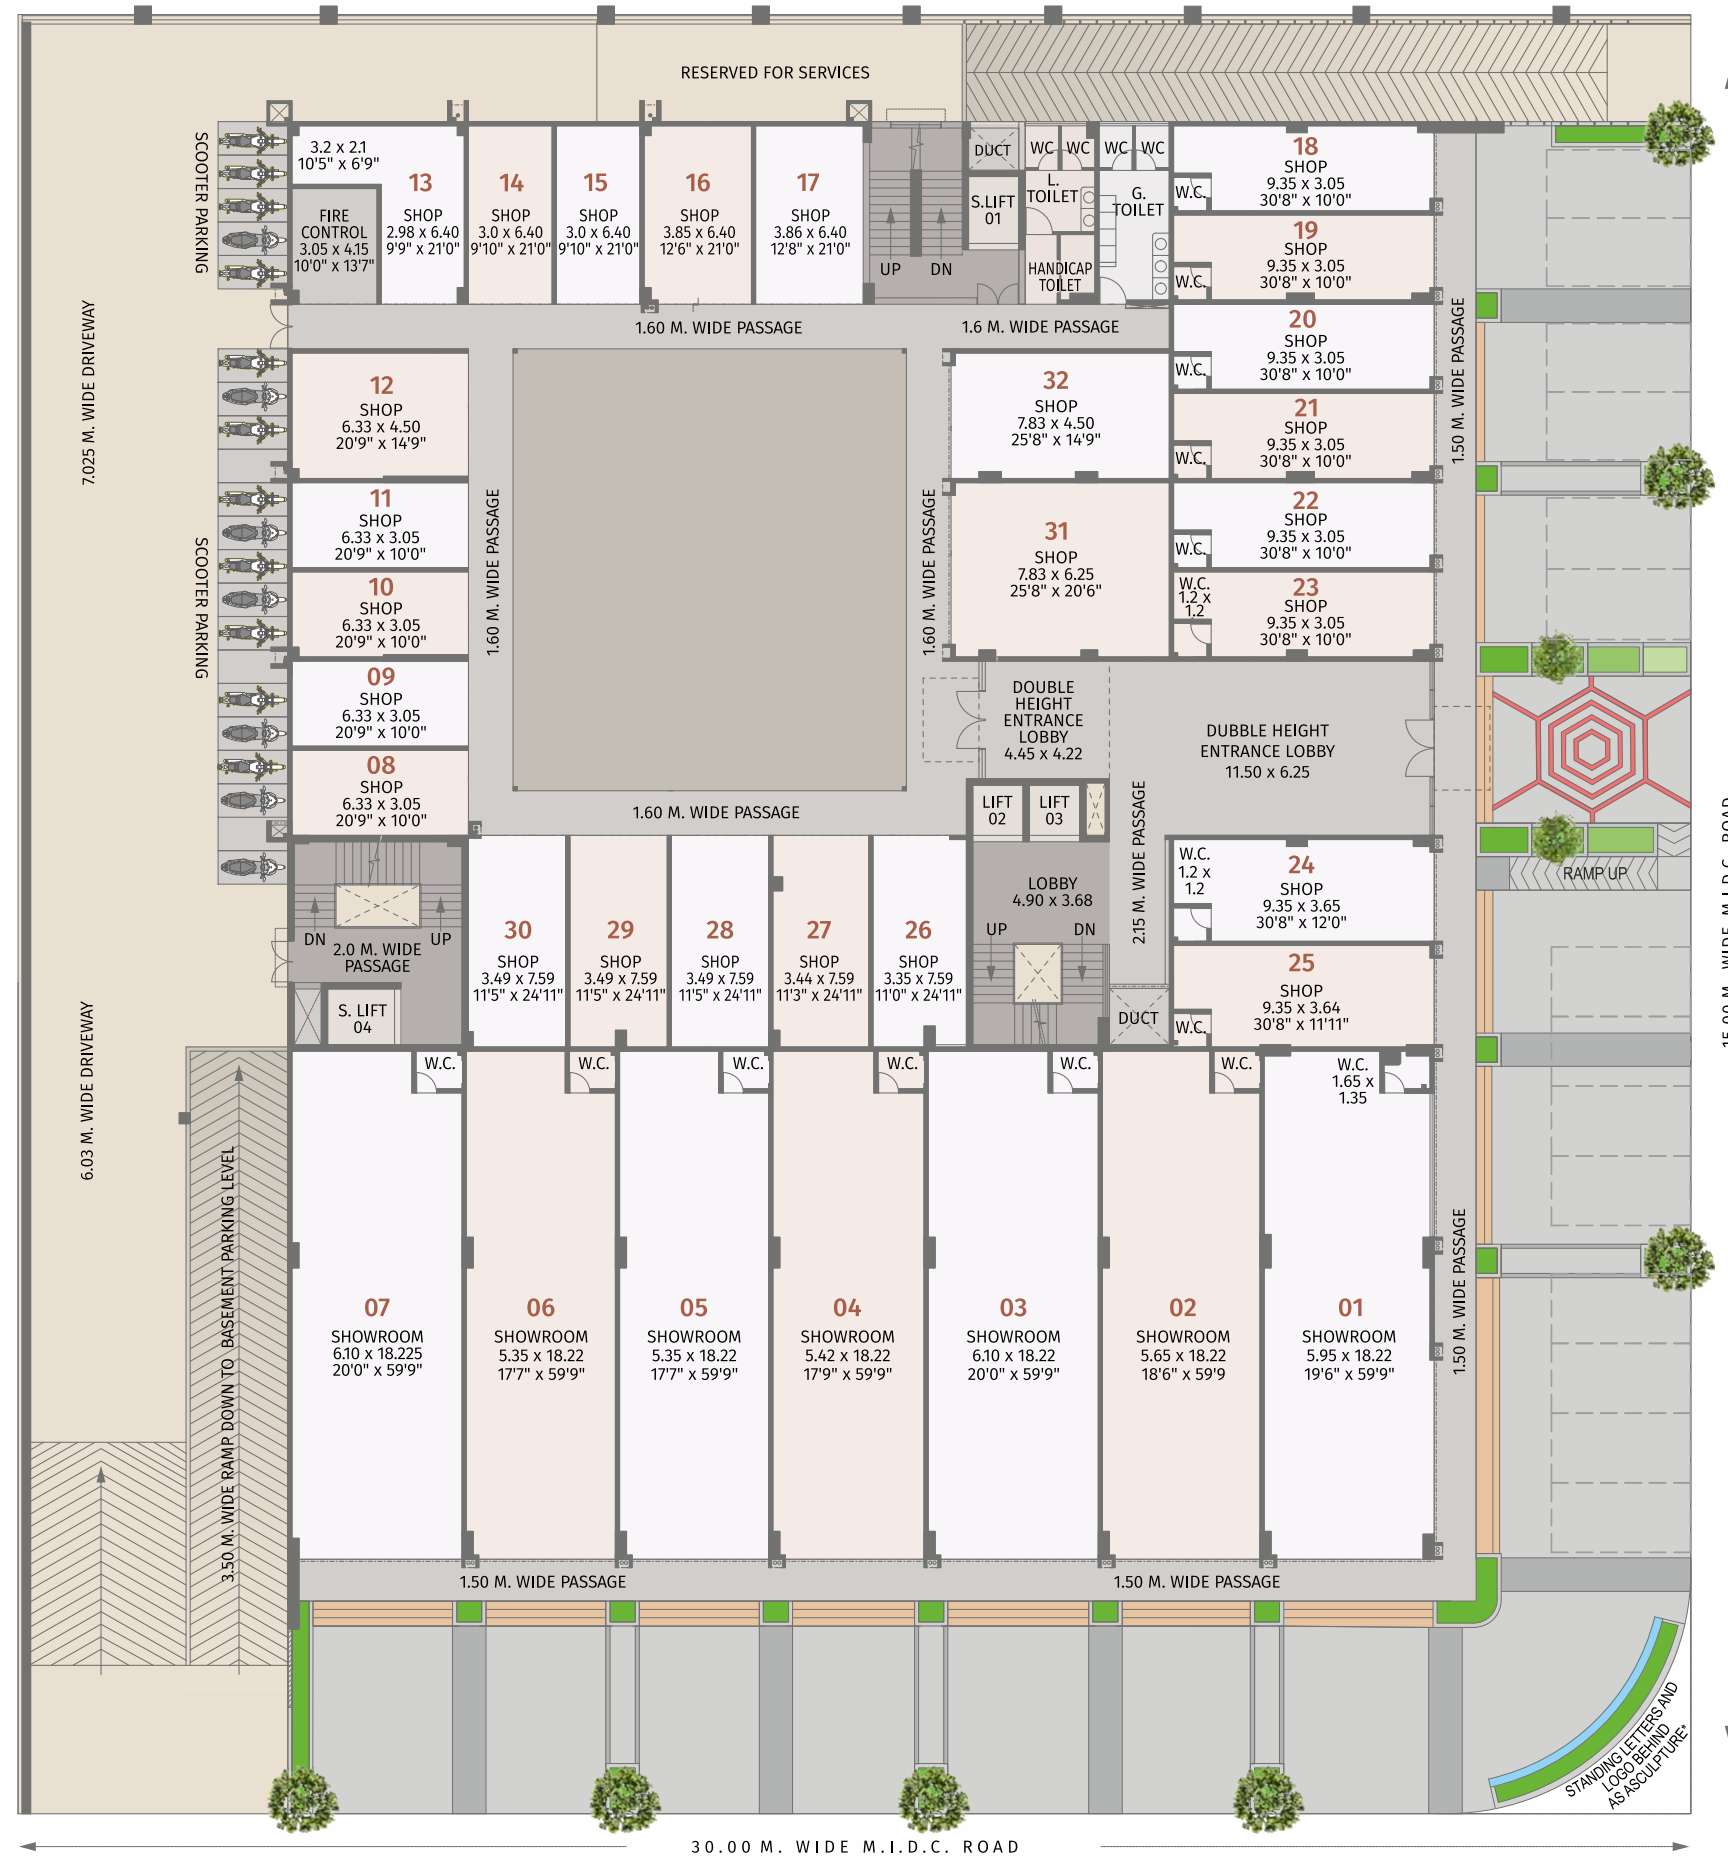 RESERVED FOR SERVICES
SCOOTER PARKING
7.025 M. WIDE DRIVEWAY
3.2 x 2.1
10'5" x 6'9"
FIRE
CONTROL
3.05 x 4.15
10'0" x 13'7"
13
SHOP
2.98 x 6.40
9'9" x 21'0"
14
SHOP
3.0 x 6.40
9'10" x 21'0"
15
SHOP
3.0 x 6.40
9'10" x 21'0"
16
SHOP
3.85 x 6.40
12'6" x 21'0"
17
SHOP
3.86 x 6.40
12'8" x 21'0"
UP
DN
DUCT
S.LIFT
01
WC
WC
L.
TOILET
HANDICAP
TOILET
WC
WC
G.
TOILET
18
SHOP
9.35 x 3.05
30'8" x 10'0"
W.C.
19
SHOP
9.35 x 3.05
30'8" x 10'0"
W.C.
1.60 M. WIDE PASSAGE
1.6 M. WIDE PASSAGE
20
SHOP
9.35 x 3.05
30'8" x 10'0"
W.C.
21
SHOP
9.35 x 3.05
30'8" x 10'0"
W.C.
1.50 M. WIDE PASSAGE
12
SHOP
6.33 x 4.50
20'9" x 14'9"
32
SHOP
7.83 x 4.50
25'8" x 14'9"
11
SHOP
6.33 x 3.05
20'9" x 10'0"
1.60 M. WIDE PASSAGE
1.60 M. WIDE PASSAGE
31
SHOP
7.83 x 6.25
25'8" x 20'6"
22
SHOP
9.35 x 3.05
30'8" x 10'0"
W.C.
SCOOTER PARKING
10
SHOP
6.33 x 3.05
20'9" x 10'0"
W.C.
1.2 x
1.2
23
SHOP
9.35 x 3.05
30'8" x 10'0"
09
SHOP
6.33 x 3.05
20'9" x 10'0"
DOUBLE
HEIGHT
ENTRANCE
LOBBY
4.45 x 4.22
DUBBLE HEIGHT
ENTRANCE LOBBY
11.50 x 6.25
08
SHOP
6.33 x 3.05
20'9" x 10'0"
1.60 M. WIDE PASSAGE
LIFT
02
LIFT
03
2.15 M. WIDE PASSAGE
W.C.
1.2 x
1.2
24
SHOP
9.35 x 3.65
30'8" x 12'0"
RAMP UP
15.00 M. WIDE M.I.D.C. ROAD
DN
UP
2.0 M. WIDE
PASSAGE
S. LIFT
04
30
SHOP
3.49 x 7.59
11'5" x 24'11"
29
SHOP
3.49 x 7.59
11'5" x 24'11"
28
SHOP
3.49 x 7.59
11'5" x 24'11"
27
SHOP
3.44 x 7.59
11'3" x 24'11"
26
SHOP
3.35 x 7.59
11'0" x 24'11"
LOBBY
4.90 x 3.68
UP
DN
DUCT
25
SHOP
9.35 x 3.64
30'8" x 11'11"
W.C.
6.03 M. WIDE DRIVEWAY
3.50 M. WIDE RAMP DOWN TO BASEMENT PARKING LEVEL
W.C.
W.C.
W.C.
W.C.
W.C.
W.C.
W.C.
1.65 x
1.35
07
SHOWROOM
6.10 x 18.225
20'0" x 59'9"
06
SHOWROOM
5.35 x 18.22
17'7" x 59'9"
05
SHOWROOM
5.35 x 18.22
17'7" x 59'9"
04
SHOWROOM
5.42 x 18.22
17'9" x 59'9"
03
SHOWROOM
6.10 x 18.22
20'0" x 59'9"
02
SHOWROOM
5.65 x 18.22
18'6" x 59'9
01
SHOWROOM
5.95 x 18.22
19'6" x 59'9"
1.50 M. WIDE PASSAGE
1.50 M. WIDE PASSAGE
1.50 M. WIDE PASSAGE
STANDING LETTERS AND
LOGO BEHIND
AS ASCULPTURE*
30.00 M. WIDE M.I.D.C. ROAD